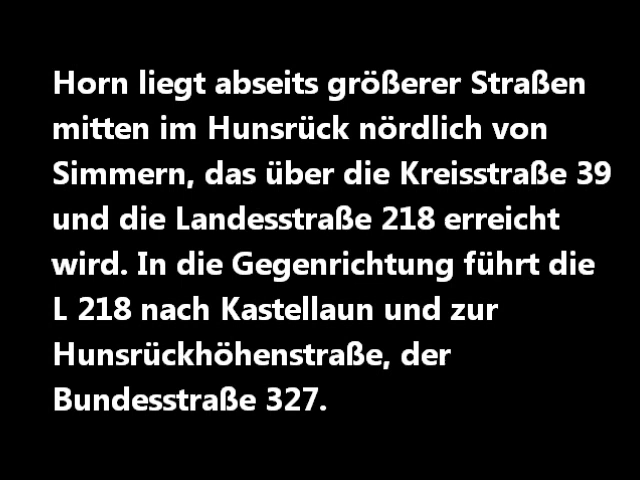 Horn liegt abseits größerer Straßen
mitten im Hunsrück nördlich von
Simmern, das über die Kreisstraße 39
und die Landesstraße 218 erreicht
wird. In die Gegenrichtung führt die
L 218 nach Kastellaun und zur
Hunsrückhöhenstraße, der
Bundesstraße 327.